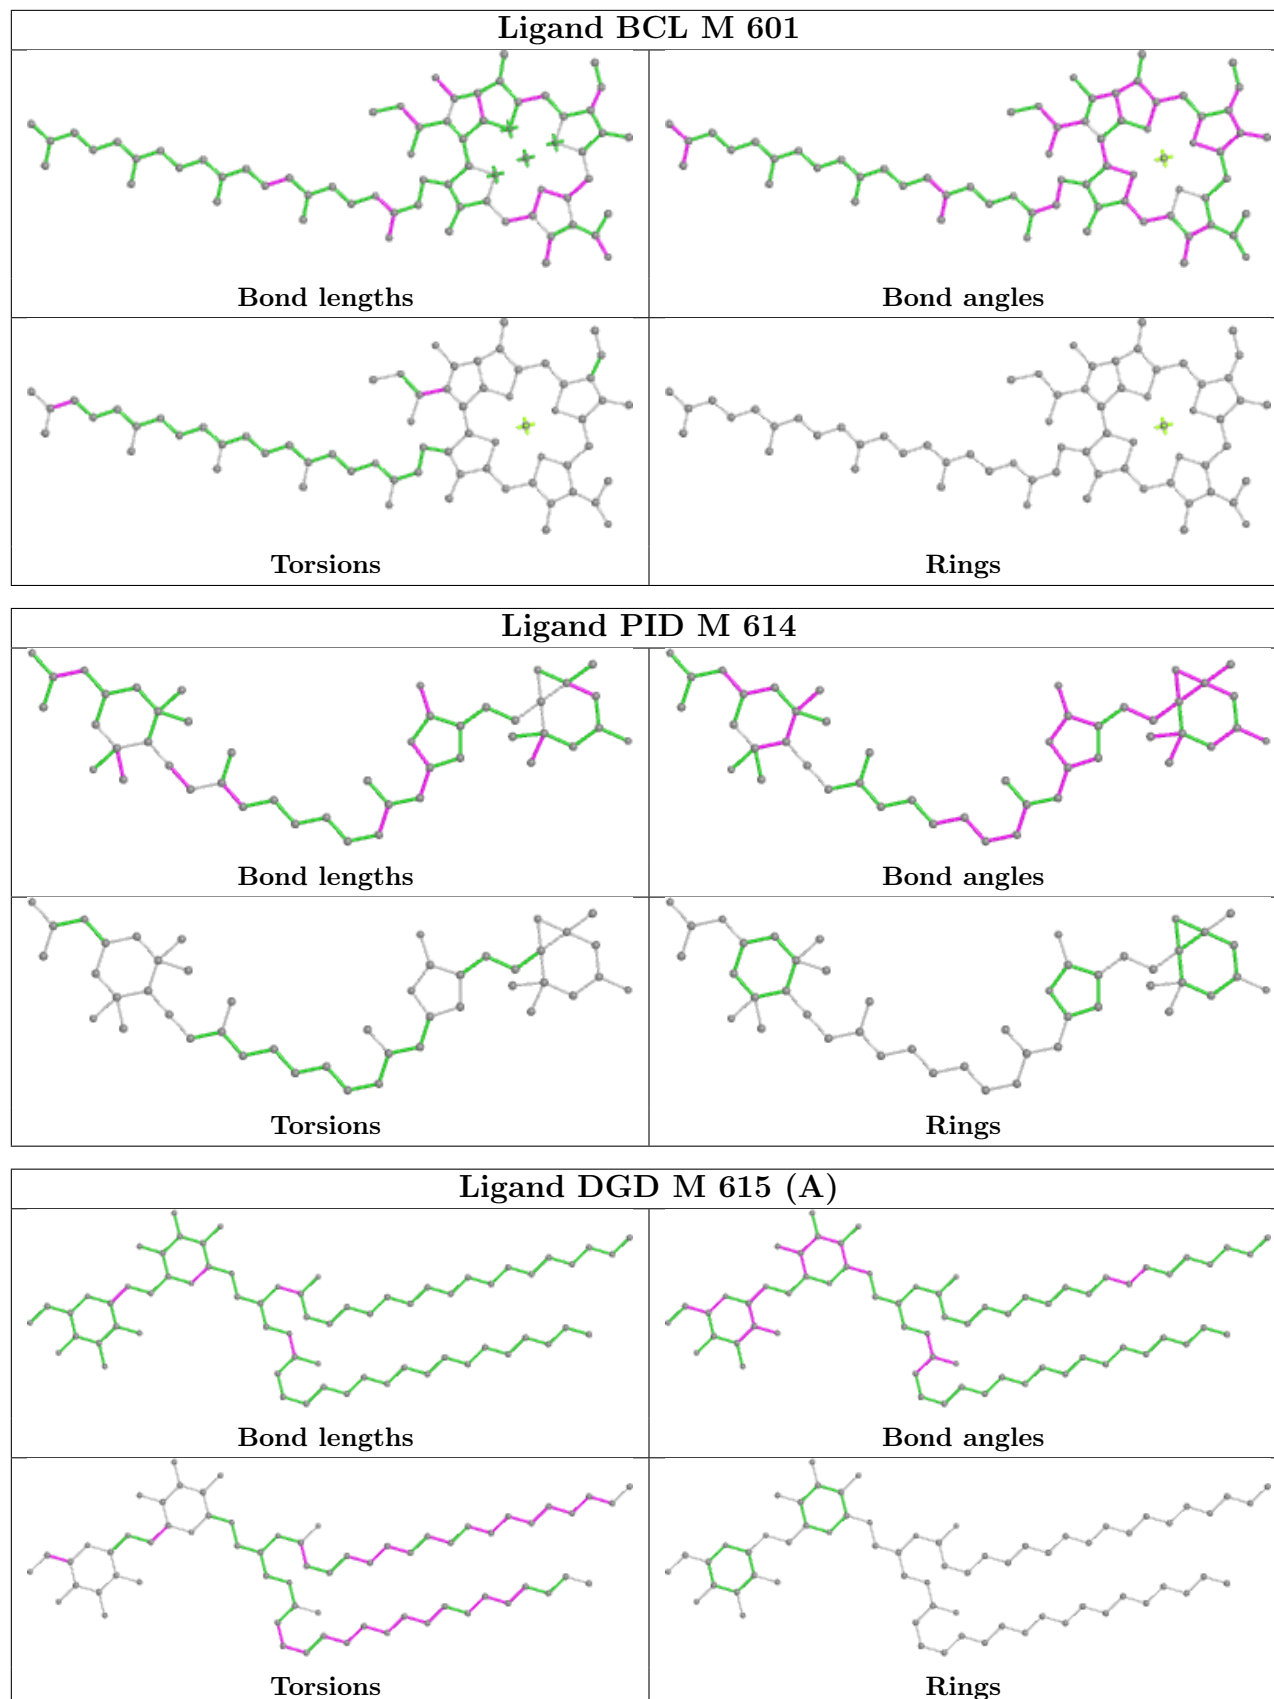 Ligand BCL M 601
Bond lengths
Bond angles
Torsions
Rings
Ligand PID M 614
Bond lengths
Bond angles
Torsions
Rings
Ligand DGD M 615 (A)
Bond lengths
Bond angles
Torsions
Rings